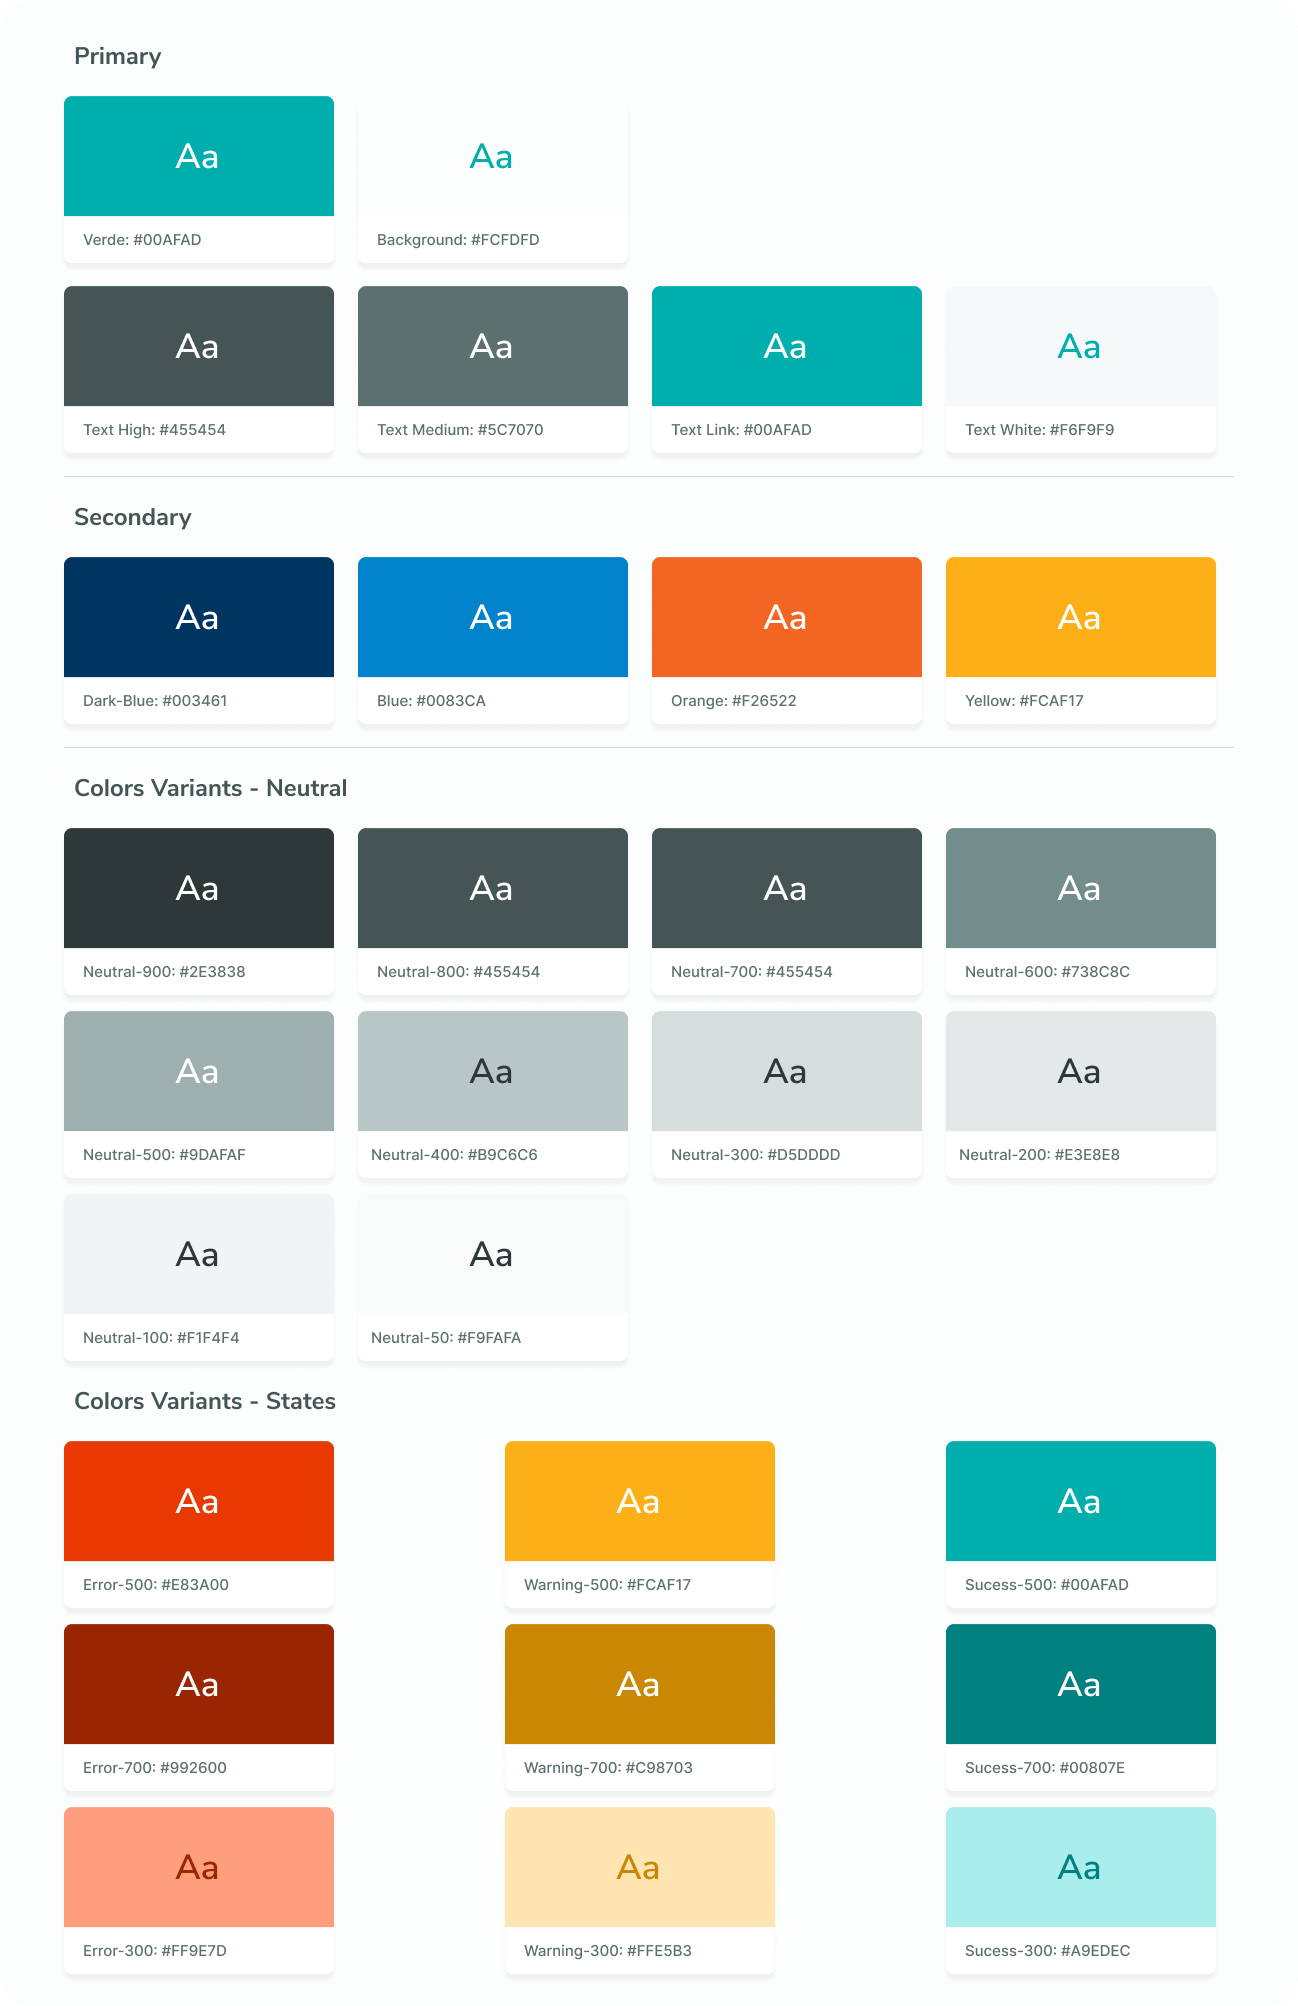 Primary
Aa
Aa
Verde: #00AFAD
Background: #FCFDFD
Aa
Aa
Aa
Aa
Text High: #455454
Text Medium: #5C7070
Text Link: #00AFAD
Text White: #F6F9F9
Secondary
Aa
Aa
Aa
Aa
Dark-Blue: #003461
Blue: #0083CA
Orange: #F26522
Yellow: #FCAF17
Colors Variants - Neutral
Aa
Aa
Aa
Aa
Neutral-900: #2E3838
Neutral-800: #455454
Neutral-700: #455454
Neutral-600: #738C8C
Aa
Aa
Aa
Aa
Neutral-500: #9DAFAF
Neutral-400: #B9C6C6
Neutral-300: #D5DDDD
Neutral-200: #E3E8E8
Aa
Aa
Neutral-100: #F1F4F4
Neutral-50: #F9FAFA
Colors Variants - States
Aa
Aa
Aa
Error-500: #E83A00
Warning-500: #FCAF17
Sucess-500: #00AFAD
Aa
Aa
Aa
Error-700: #992600
Warning-700: #C98703
Sucess-700: #00807E
Aa
Aa
Aa
Error-300: #FF9E7D
Warning-300: #FFE5B3
Sucess-300: #A9EDEC